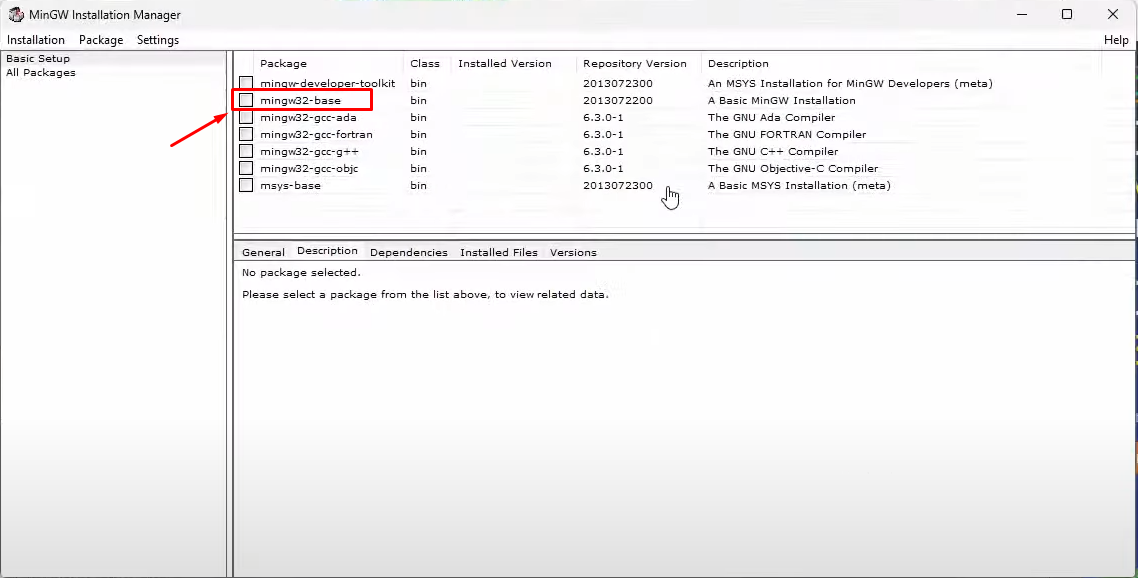 MinGW Installation Manager
Installation Package Settings Help
Basic Setup
All Packages
Package Class Installed Version Repository Version Description
mingw-developer-toolkit bin 2013072300 An MSYS Installation for MinGW Developers (meta)
mingw32-base bin 2013072200 A Basic MinGW Installation
mingw32-gcc-ada bin 6.3.0-1 The GNU Ada Compiler
mingw32-gcc-fortran bin 6.3.0-1 The GNU FORTRAN Compiler
mingw32-gcc-g++ bin 6.3.0-1 The GNU C++ Compiler
mingw32-gcc-objc bin 6.3.0-1 The GNU Objective-C Compiler
msys-base bin 2013072300 A Basic MSYS Installation (meta)
General Description Dependencies Installed Files Versions
No package selected.
Please select a package from the list above, to view related data.